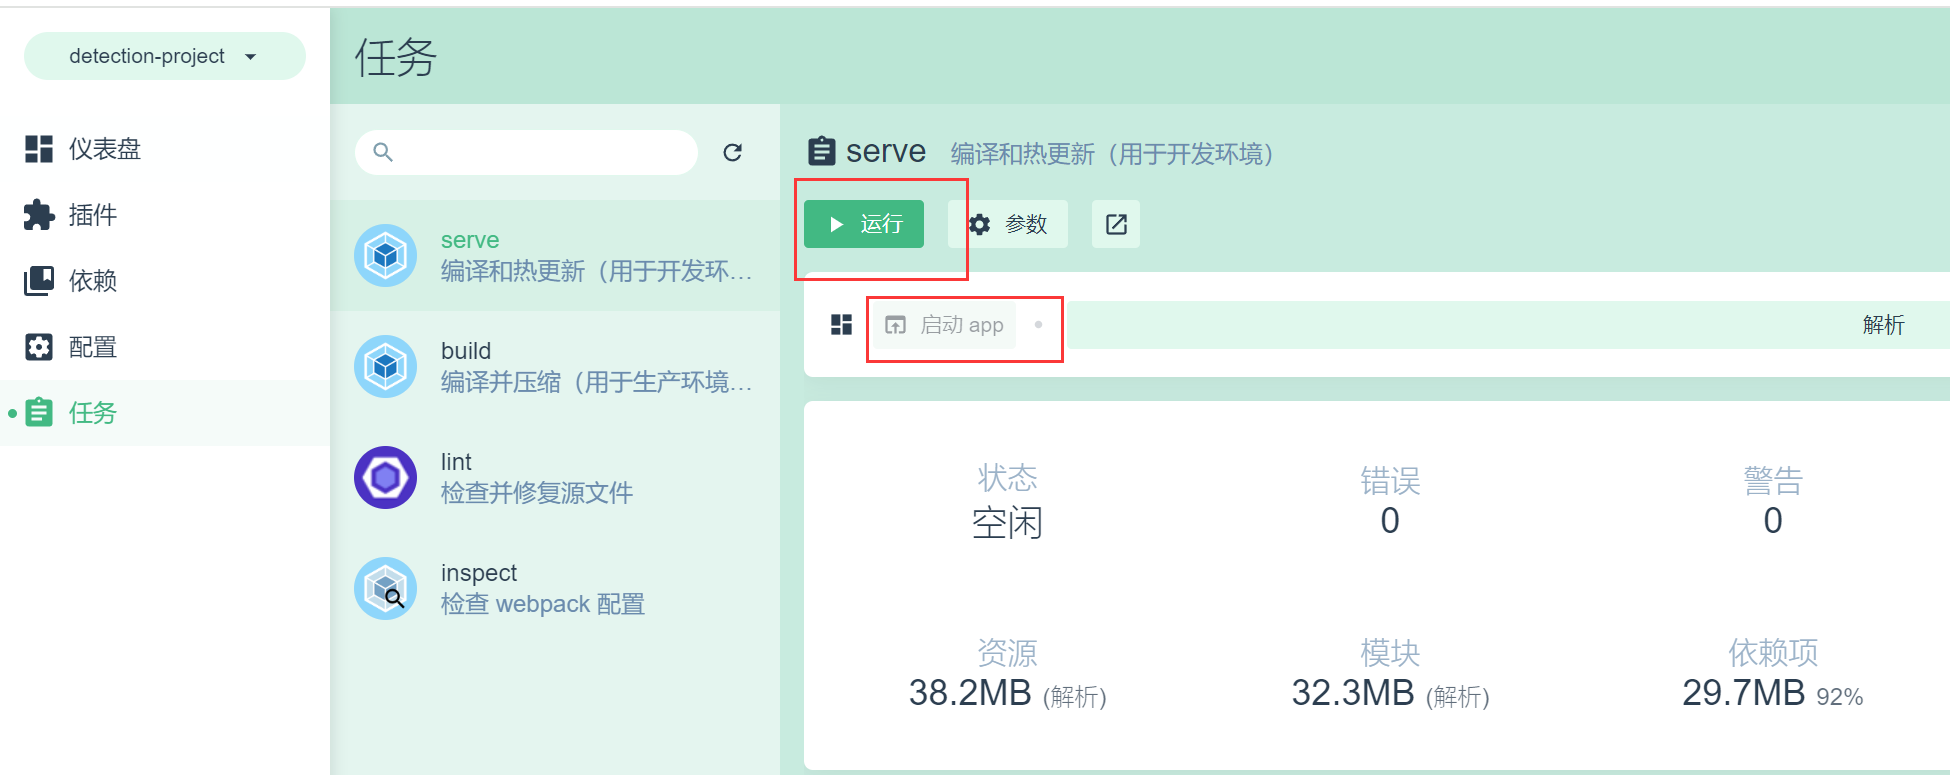 detection-project
仪表盘
插件
依赖
配置
任务
任务
serve
编译和热更新（用于开发环…
build
编译并压缩（用于生产环境…
lint
检查并修复源文件
inspect
检查 webpack 配置
serve 编译和热更新（用于开发环境）
运行 参数
启动 app 解析
状态 错误 警告
空闲 0 0
资源 模块 依赖项
38.2MB (解析) 32.3MB (解析) 29.7MB 92%